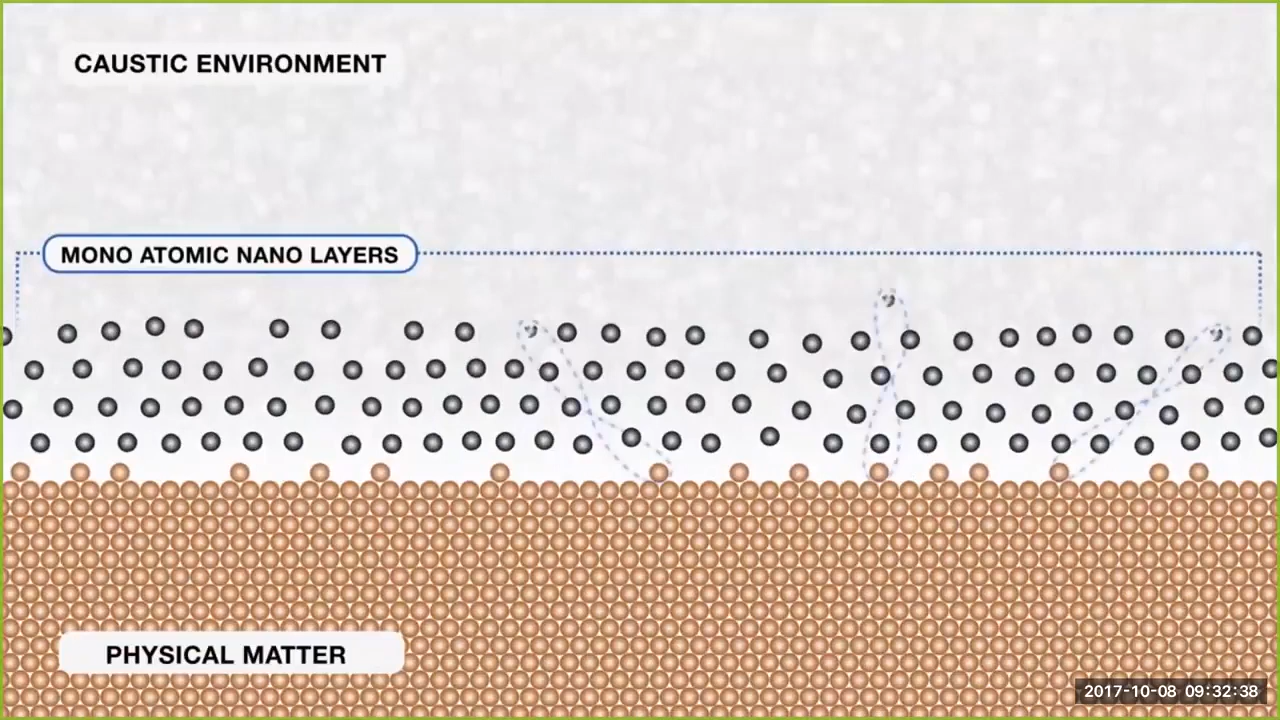 CAUSTIC ENVIRONMENT
MONO ATOMIC NANO LAYERS
PHYSICAL MATTER
2017-10-08 09:32:38